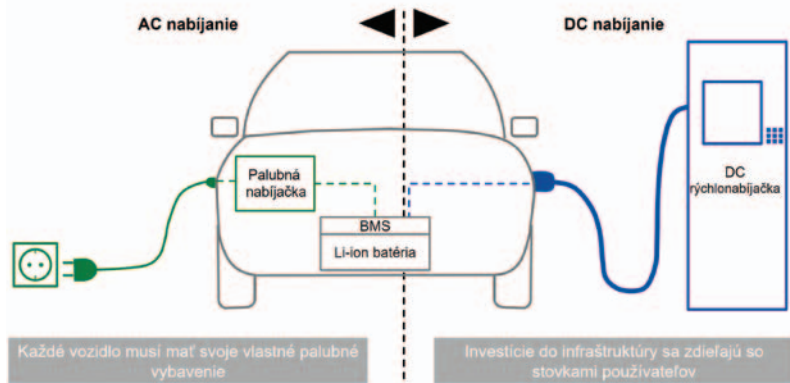 AC nabíjanie
DC nabíjanie
Palubná
nabíjačka
BMS
Li-ion batéria
DC
rýchlonabíjačka
Každé vozidlo musí mať svoje vlastné palubné
vybavenie
Investície do infraštruktúry sa zdieľajú so
stovkami používateľov